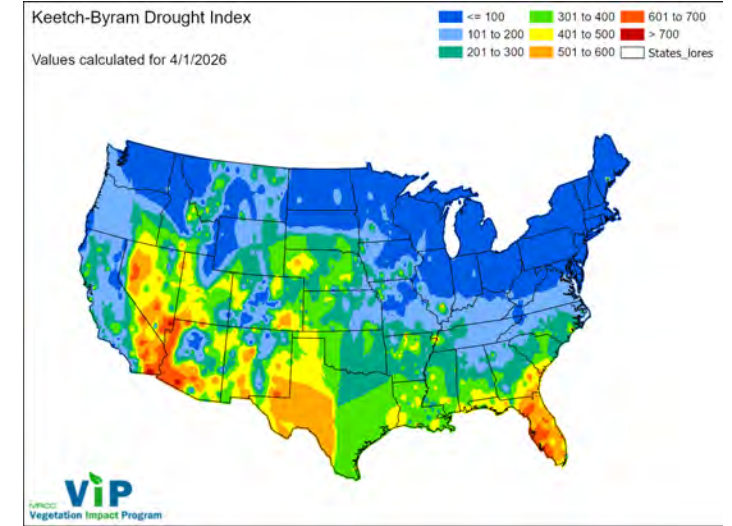 Keetch-Byram Drought Index
Values calculated for 4/1/2026
<= 100
301 to 400
601 to 700
101 to 200
401 to 500
> 700
201 to 300
501 to 600
States_lores
MRCC
ViP
Vegetation Impact Program